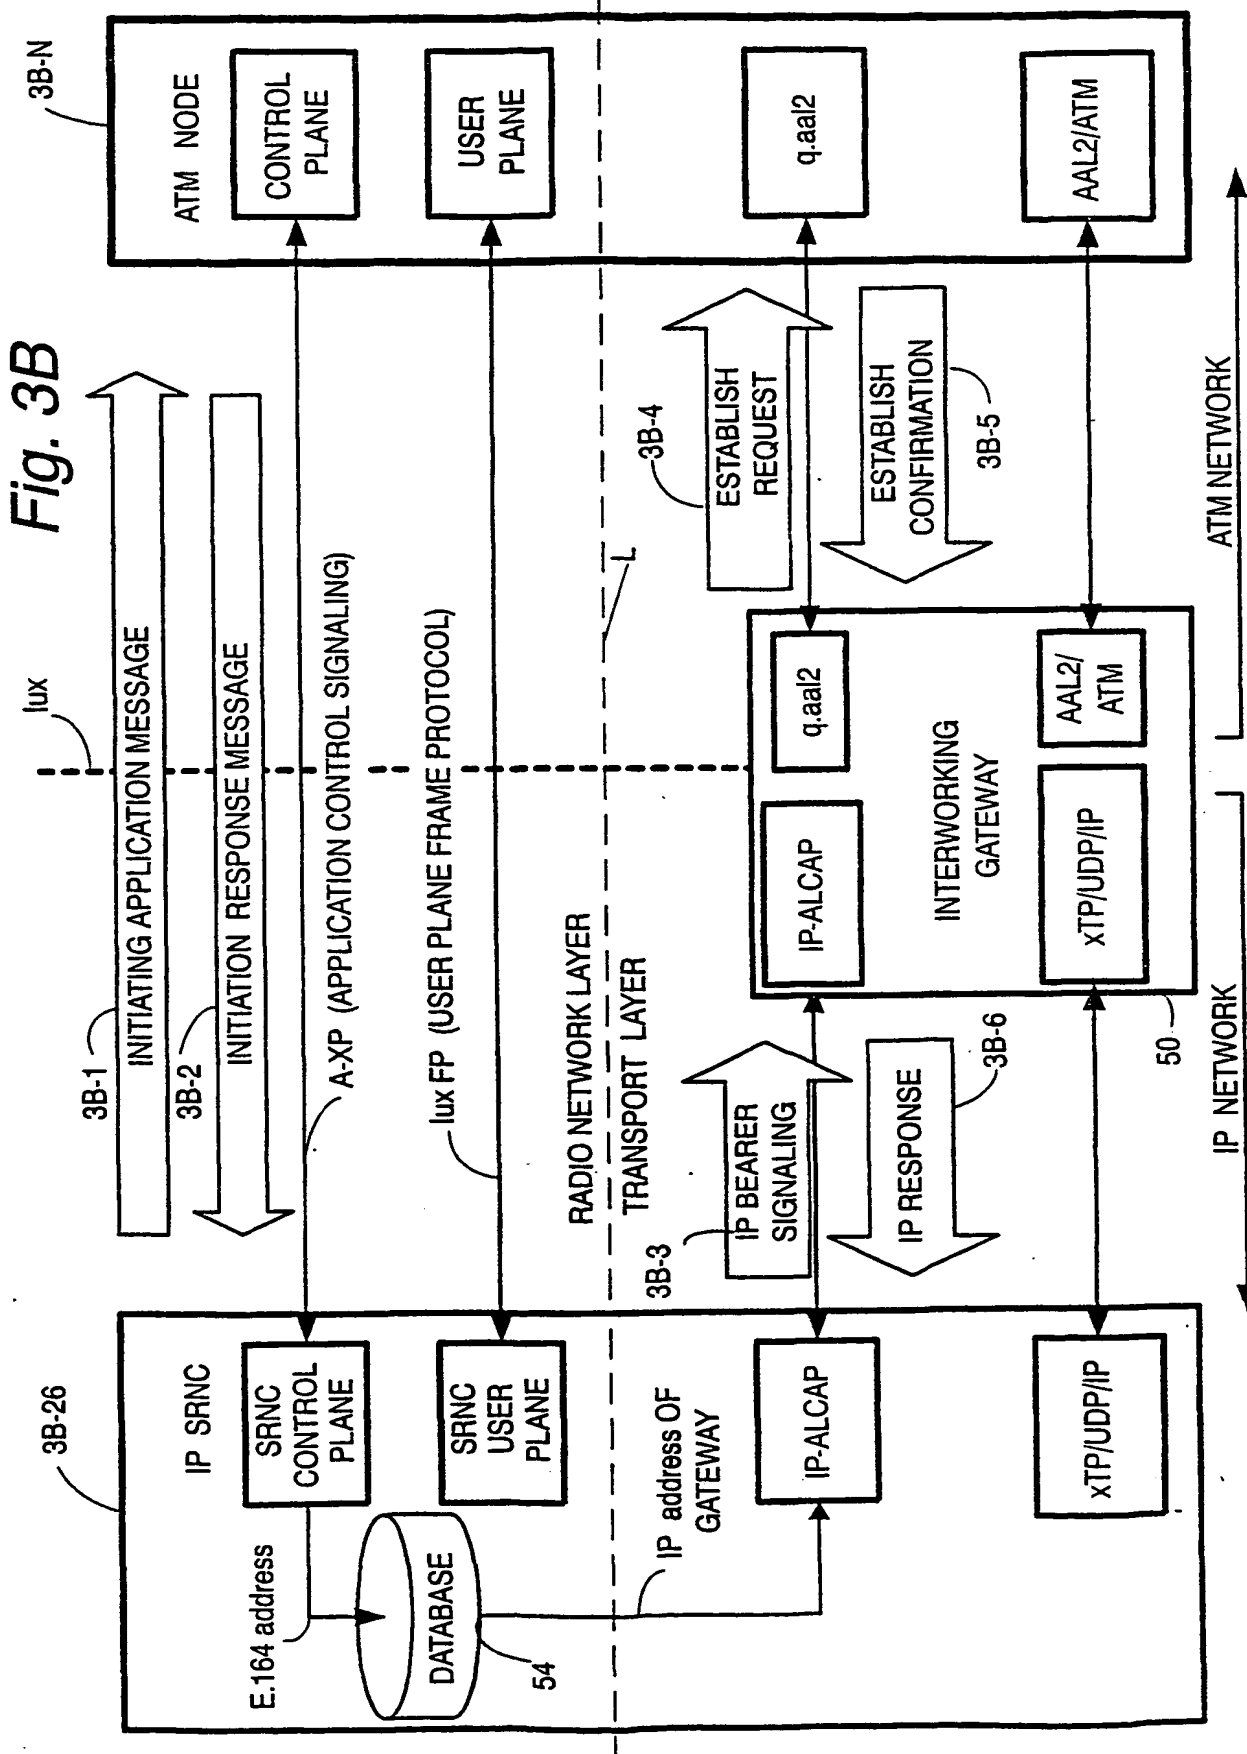 Fig. 3B
3B-26
IP SRNC
SRNC
CONTROL
PLANE
SRNC
USER
PLANE
E.164 address
DATABASE
54
IP address OF
GATEWAY
IP-ALCAP
xTP/UDP/IP
Iux
3B-1
INITIATING APPLICATION MESSAGE
3B-2
INITIATION RESPONSE MESSAGE
A-XP (APPLICATION CONTROL SIGNALING)
Iux FP (USER PLANE FRAME PROTOCOL)
RADIO NETWORK LAYER
TRANSPORT LAYER
L
3B-3
IP BEARER
SIGNALING
IP RESPONSE
3B-6
IP-ALCAP
q.aal2
INTERWORKING
GATEWAY
xTP/UDP/IP
AAL2/
ATM
50
3B-4
ESTABLISH
REQUEST
ESTABLISH
CONFIRMATION
3B-5
3B-N
ATM NODE
CONTROL
PLANE
USER
PLANE
q.aal2
AAL2/ATM
IP NETWORK
ATM NETWORK